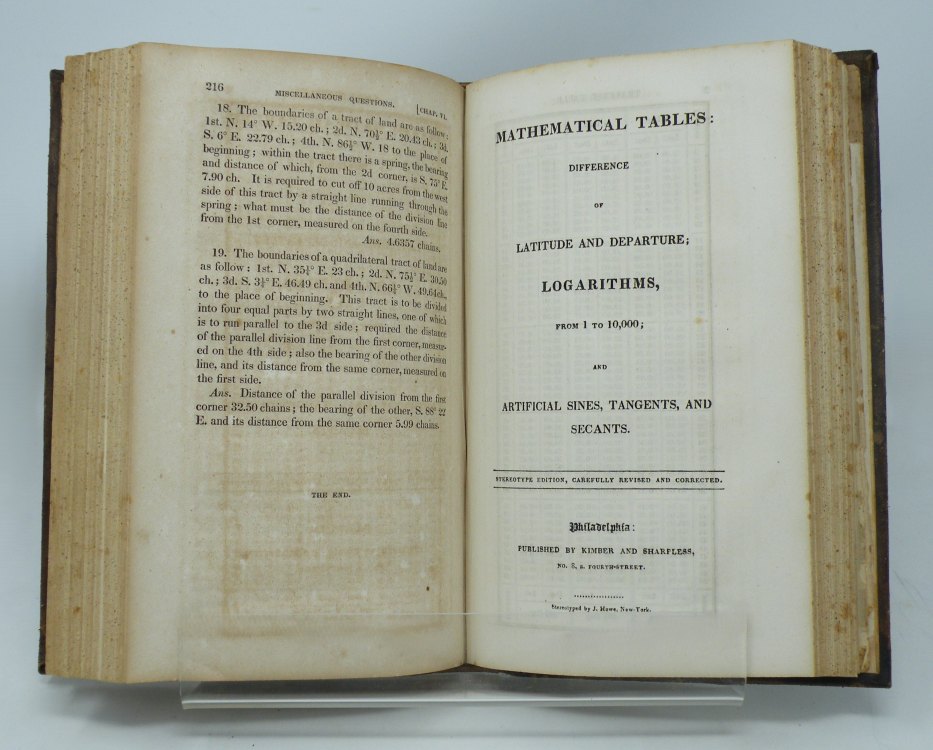 216
MISCELLANEOUS QUESTIONS. [CHAP. VI.
18. The boundaries of a tract of land are as follow:
1st. N. 14° W. 15.20 ch.; 2d. N. 70½° E. 20.43 ch.; 3d.
S. 6° E. 22.79 ch.; 4th. N. 86½° W. 18 to the place of
beginning; within the tract there is a spring, the bearing
and distance of which, from the 2d corner, is S. 75° E.
7.90 ch. It is required to cut off 10 acres from the west
side of this tract by a straight line running through the
spring; what must be the distance of the division line
from the 1st corner, measured on the fourth side.
Ans. 4.6357 chains.
19. The boundaries of a quadrilateral tract of land are
as follow: 1st. N. 35¼° E. 23 ch.; 2d. N. 75½° E. 30.50
ch.; 3d. S. 3½° E. 46.49 ch. and 4th. N. 66½° W. 49.64 ch.,
to the place of beginning. This tract is to be divided
into four equal parts by two straight lines, one of which
is to run parallel to the 3d side; required the distance
of the parallel division line from the first corner, measur-
ed on the 4th side; also the bearing of the other division
line, and its distance from the same corner, measured on
the first side.
Ans. Distance of the parallel division from the first
corner 32.50 chains; the bearing of the other, S. 88° 22
E. and its distance from the same corner 5.99 chains.
THE END.
MATHEMATICAL TABLES:
DIFFERENCE
OF
LATITUDE AND DEPARTURE;
LOGARITHMS,
FROM 1 TO 10,000;
AND
ARTIFICIAL SINES, TANGENTS, AND
SECANTS.
STEREOTYPE EDITION, CAREFULLY REVISED AND CORRECTED.
Philadelphia:
PUBLISHED BY KIMBER AND SHARPLESS,
NO. 8, S. FOURTH-STREET.
Stereotyped by J. Howe, New-York.